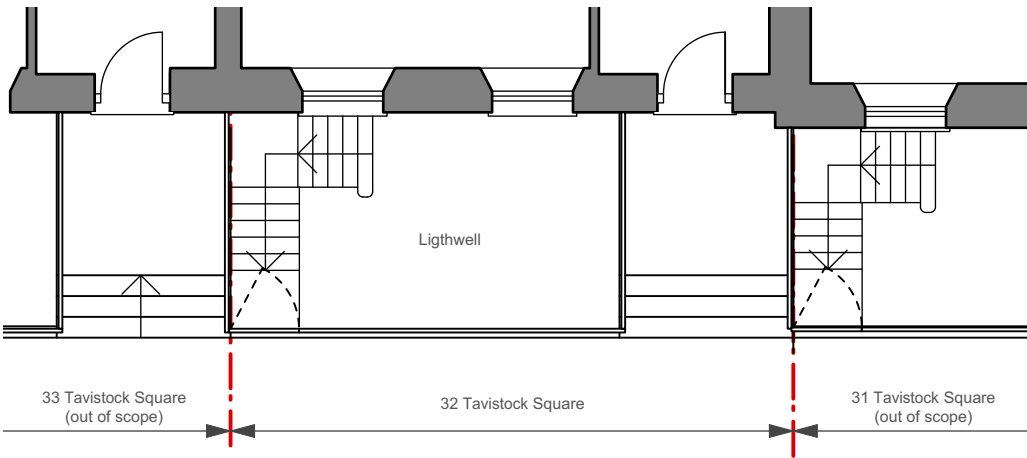 Ligthwell
33 Tavistock Square
(out of scope)
32 Tavistock Square
31 Tavistock Square
(out of scope)